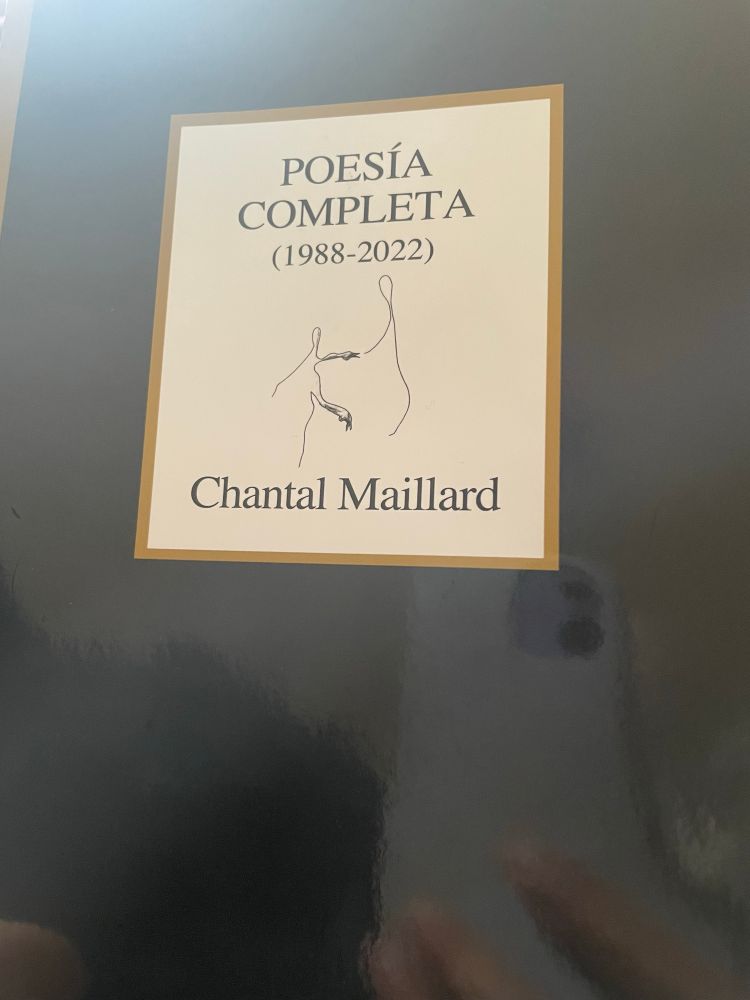 POESÍA
COMPLETA
(1988-2022)
Chantal Maillard